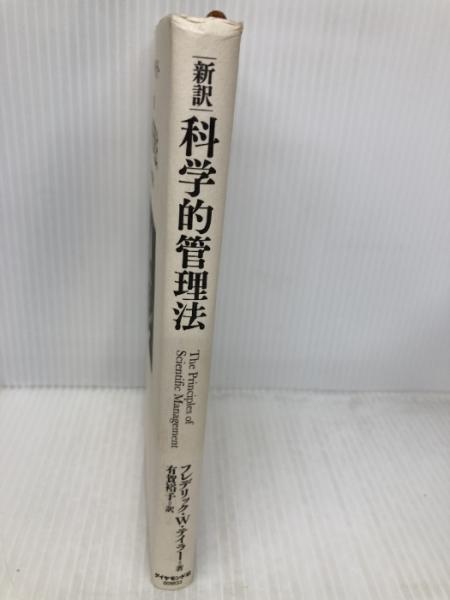 新訳
科学的管理法
The Principles of
Scientific Management
フレデリック・W・テイラー=著
有賀裕子=訳
ダイヤモンド社